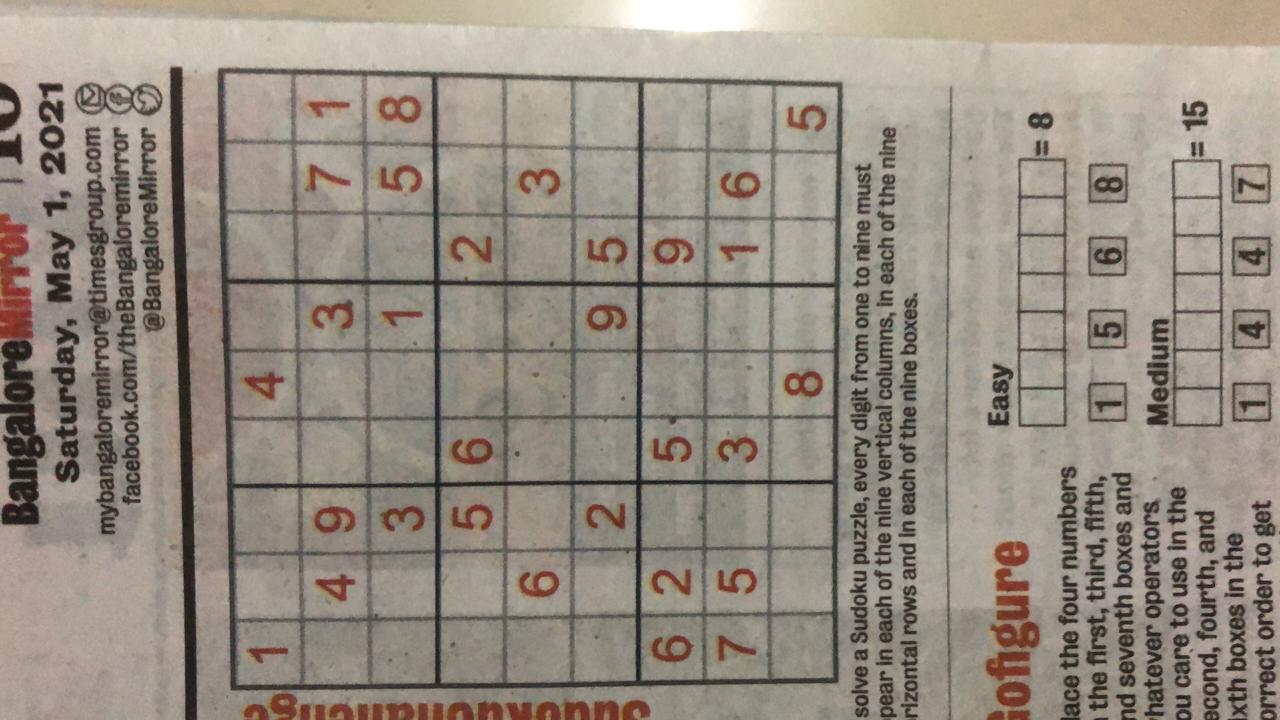 BangaloreMirror
Saturday, May 1, 2021
mybangaloremirror@timesgroup.com
facebook.com/theBangaloremirror
@BangaloreMirror
1 4
4 9 3 7 1
3 1 5 8
5 6 2
6 3
2 9 5
6 2 5 9
7 5 3 1 6
8 5
solve a Sudoku puzzle, every digit from one to nine must
pear in each of the nine vertical columns, in each of the nine
rizontal rows and in each of the nine boxes.
Gofigure
lace the four numbers
the first, third, fifth,
nd seventh boxes and
hatever operators
ou care to use in the
econd, fourth, and
ixth boxes in the
orrect order to get
Easy
= 8
1 5 6 8
Medium
= 15
1 4 4 7